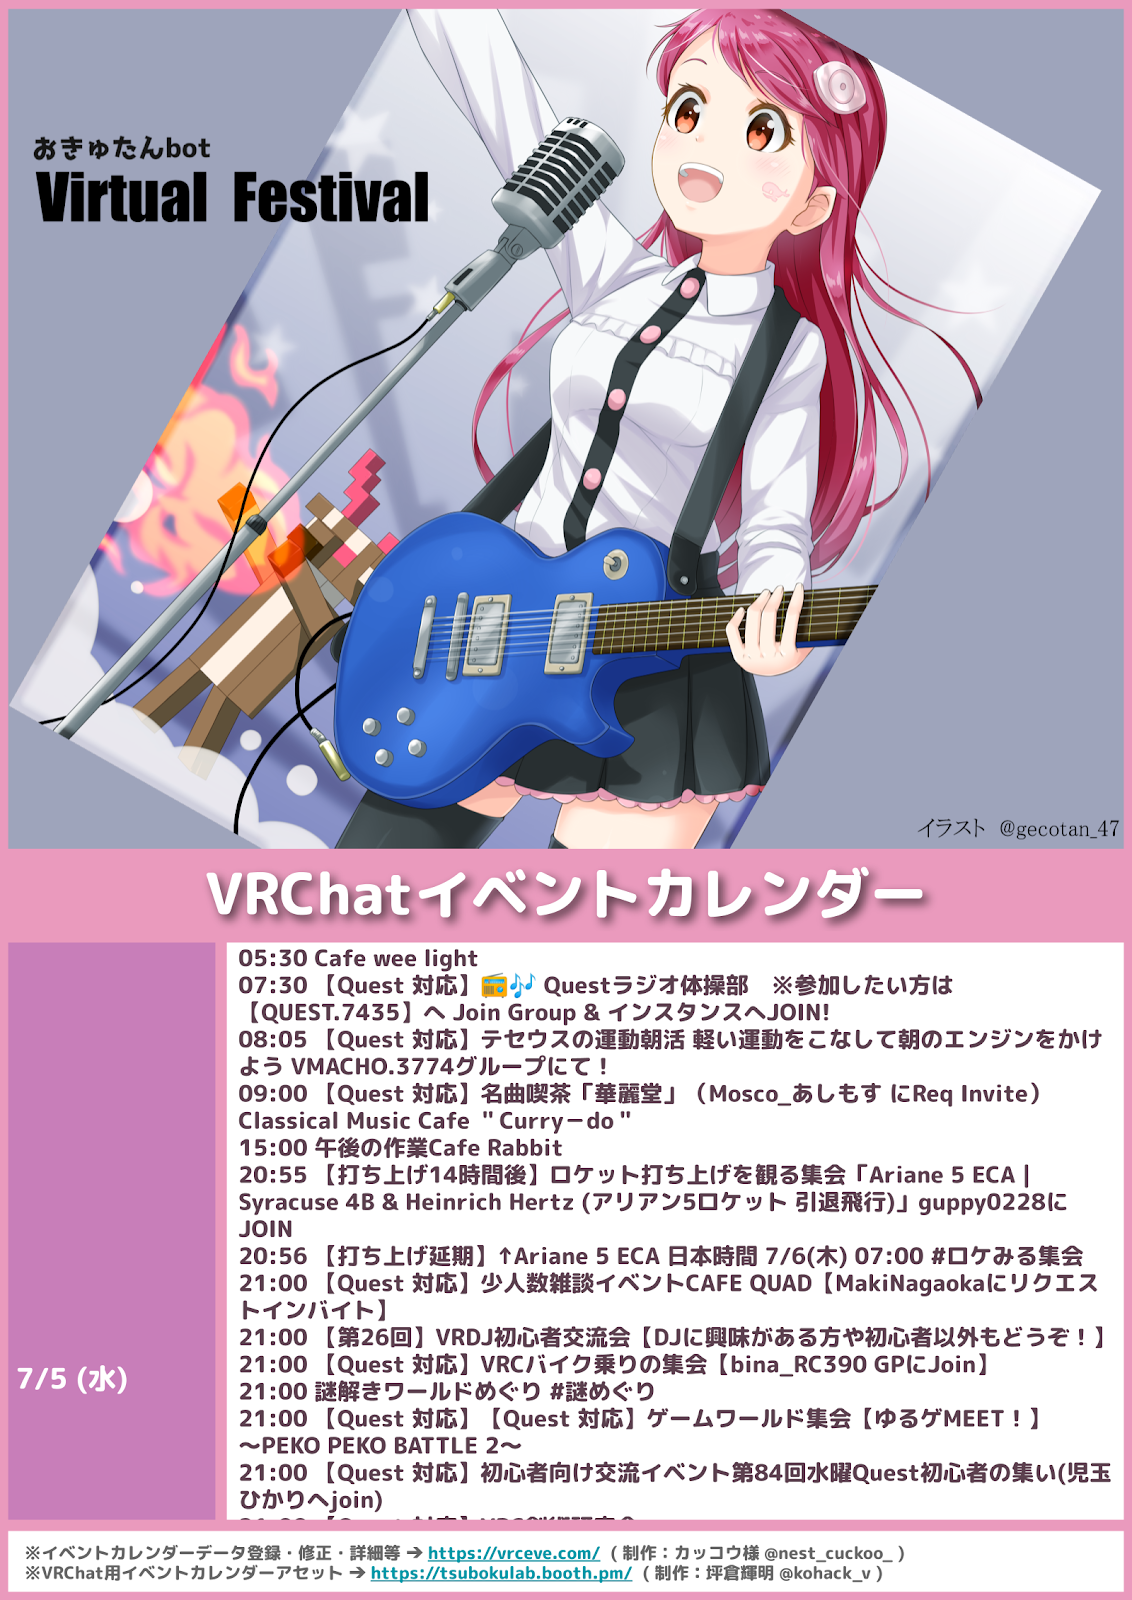 おきゅたんbot
Virtual Festival
イラスト @gecotan_47
VRChatイベントカレンダー
7/5 (水)
05:30 Cafe wee light
07:30 【Quest 対応】📻🎶 Questラジオ体操部　※参加したい方は
【QUEST.7435】へ Join Group & インスタンスへJOIN!
08:05 【Quest 対応】テセウスの運動朝活 軽い運動をこなして朝のエンジンをかけ
よう VMACHO.3774グループにて！
09:00 【Quest 対応】名曲喫茶「華麗堂」（Mosco_あしもす にReq Invite）
Classical Music Cafe ＂Curry－do＂
15:00 午後の作業Cafe Rabbit
20:55 【打ち上げ14時間後】ロケット打ち上げを観る集会「Ariane 5 ECA |
Syracuse 4B & Heinrich Hertz (アリアン5ロケット 引退飛行)」guppy0228に
JOIN
20:56 【打ち上げ延期】↑Ariane 5 ECA 日本時間 7/6(木) 07:00 #ロケみる集会
21:00 【Quest 対応】少人数雑談イベントCAFE QUAD【MakiNagaokaにリクエス
トインバイト】
21:00 【第26回】VRDJ初心者交流会【DJに興味がある方や初心者以外もどうぞ！】
21:00 【Quest 対応】VRCバイク乗りの集会【bina_RC390 GPにJoin】
21:00 謎解きワールドめぐり #謎めぐり
21:00 【Quest 対応】【Quest 対応】ゲームワールド集会【ゆるゲMEET！】
～PEKO PEKO BATTLE 2～
21:00 【Quest 対応】初心者向け交流イベント第84回水曜Quest初心者の集い(児玉
ひかりへjoin)
※イベントカレンダーデータ登録・修正・詳細等 ➔ https://vrceve.com/ （制作：カッコウ様 @nest_cuckoo_ ）
※VRChat用イベントカレンダーアセット ➔ https://tsubokulab.booth.pm/ （制作：坪倉輝明 @kohack_v ）